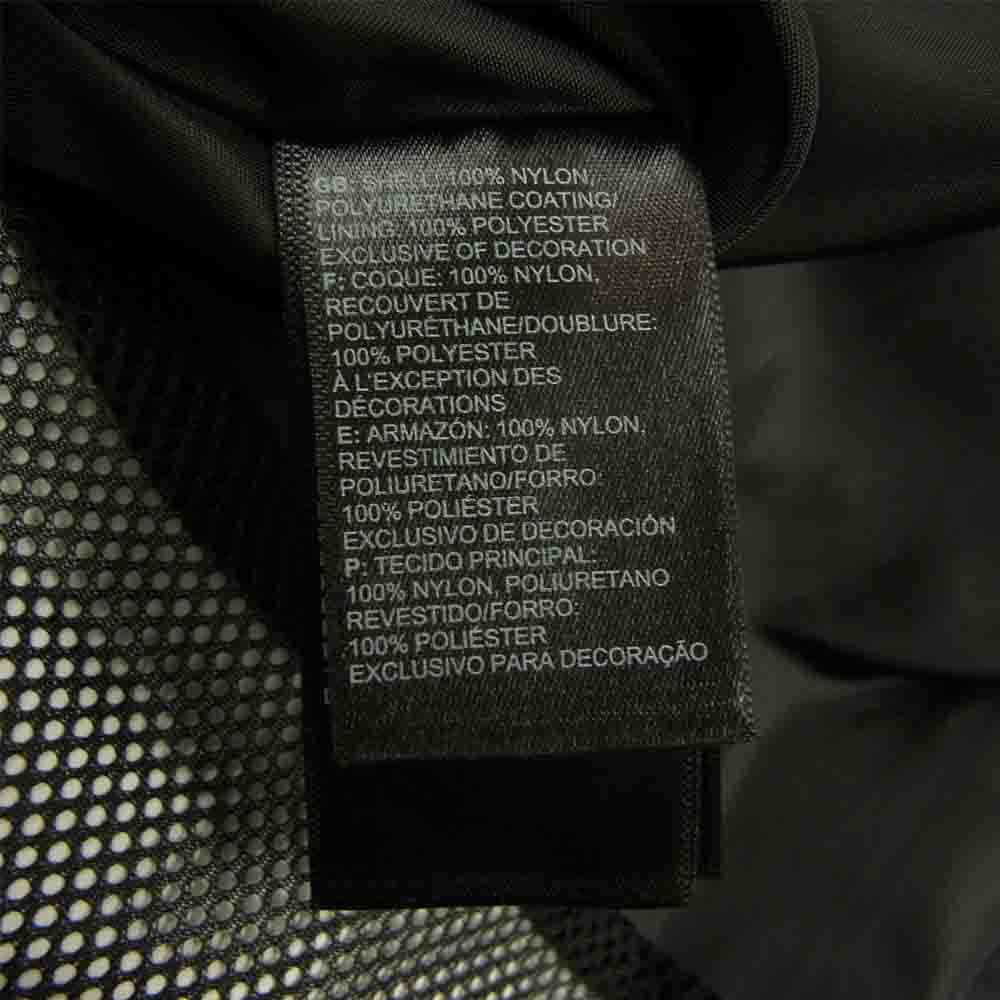 GB: SHELL: 100% NYLON,
POLYURETHANE COATING/
LINING: 100% POLYESTER
EXCLUSIVE OF DECORATION
F: COQUE: 100% NYLON,
RECOUVERT DE
POLYURÉTHANE/DOUBLURE:
100% POLYESTER
À L'EXCEPTION DES
DÉCORATIONS
E: ARMAZÓN: 100% NYLON,
REVESTIMIENTO DE
POLIURETANO/FORRO:
100% POLIÉSTER
EXCLUSIVO DE DECORACIÓN
P: TECIDO PRINCIPAL:
100% NYLON, POLIURETANO
REVESTIDO/FORRO:
100% POLIÉSTER
EXCLUSIVO PARA DECORAÇÃO